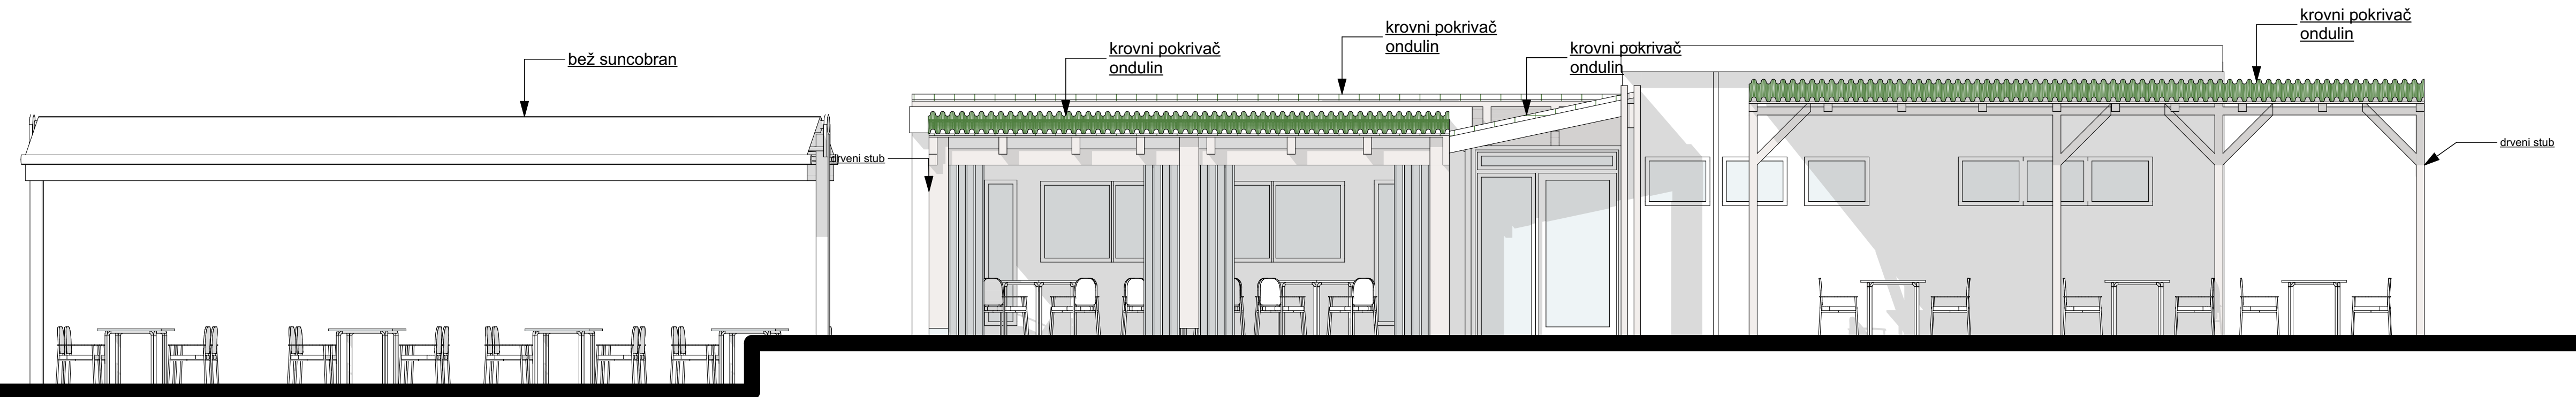 bež suncobran
drveni stub
krovni pokrivač
ondulin
krovni pokrivač
ondulin
krovni pokrivač
ondulin
krovni pokrivač
ondulin
drveni stub